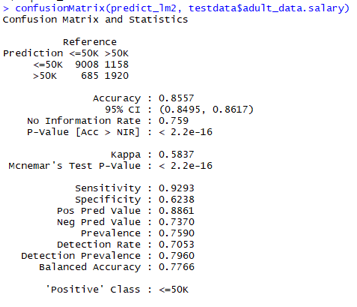 > confusionMatrix(predict_lm2, testdata$adult_data.salary)
Confusion Matrix and Statistics
Reference
Prediction <=50K >50K
<=50K 9008 1158
>50K 685 1920
Accuracy : 0.8557
95% CI : (0.8495, 0.8617)
No Information Rate : 0.759
P-Value [Acc > NIR] : < 2.2e-16
Kappa : 0.5837
Mcnemar's Test P-Value : < 2.2e-16
Sensitivity : 0.9293
Specificity : 0.6238
Pos Pred Value : 0.8861
Neg Pred Value : 0.7370
Prevalence : 0.7590
Detection Rate : 0.7053
Detection Prevalence : 0.7960
Balanced Accuracy : 0.7766
'Positive' Class : <=50K